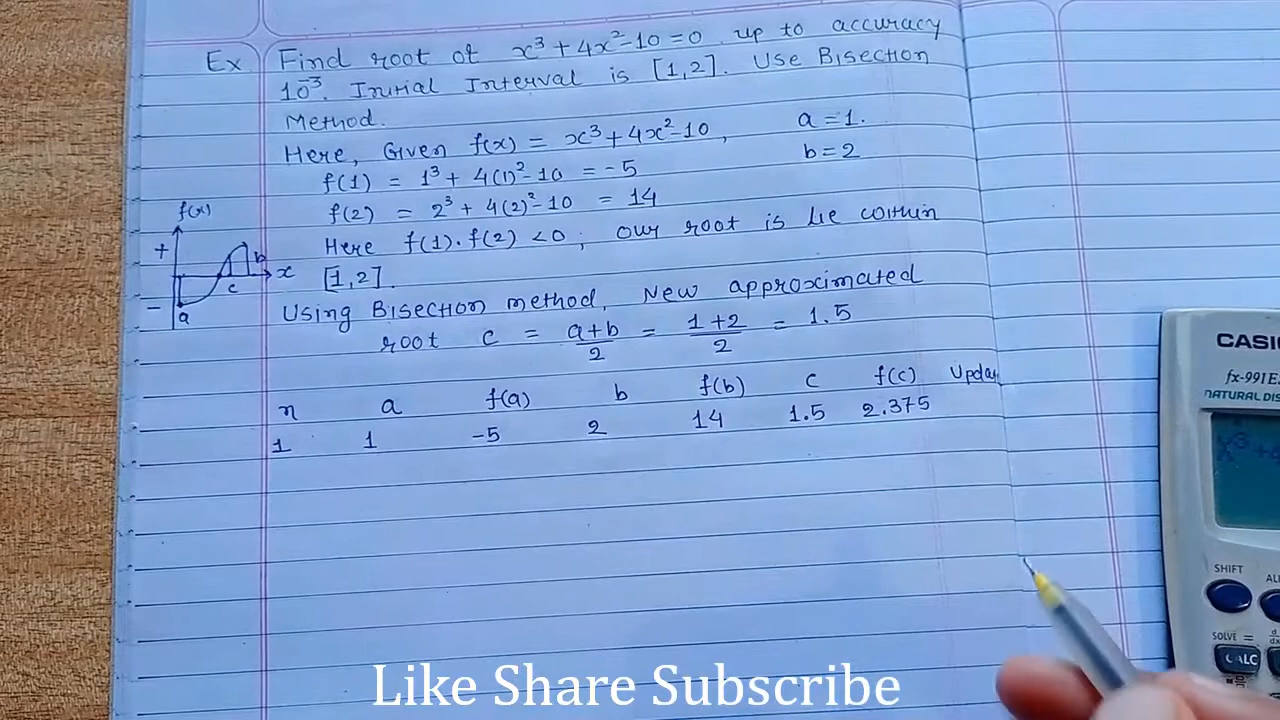 Ex Find root of x³ + 4x² - 10 = 0 up to accuracy
10⁻³. Initial Interval is [1,2]. Use Bisection
Method.
Here, Given f(x) = x³ + 4x² - 10, a = 1.
f(1) = 1³ + 4(1)² - 10 = -5 b = 2
f(2) = 2³ + 4(2)² - 10 = 14
Here f(1). f(2) < 0; our root is lie within
[1,2].
f(x)
+
b
x
c
-
a
Using Bisection method, New approximated
root c = a+b/2 = 1+2/2 = 1.5
n a f(a) b f(b) c f(c)
1 1 -5 2 14 1.5 2.375
fx-991E
NATURAL DIS
SHIFT
SOLVE =
CALC
Like Share Subscribe